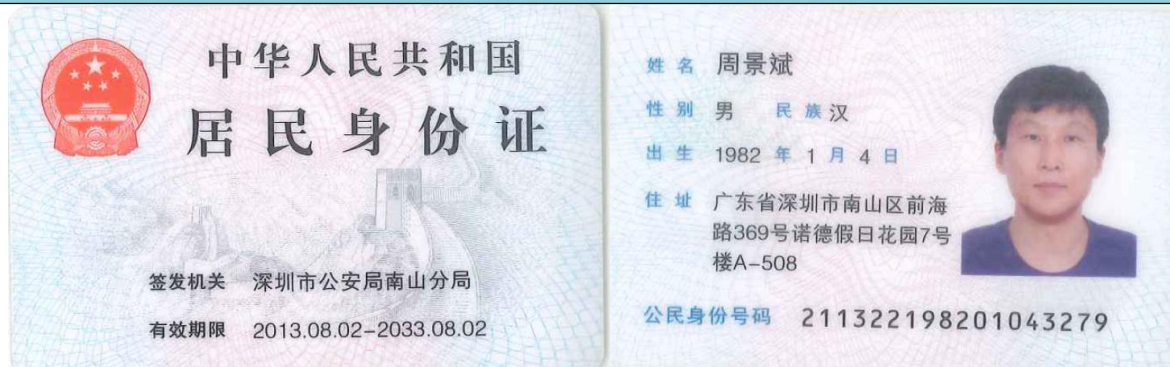 中华人民共和国
居民身份证
签发机关 深圳市公安局南山分局
有效期限 2013.08.02-2033.08.02
姓名 周景斌
性别 男 民族 汉
出生 1982 年 1 月 4 日
住址 广东省深圳市南山区前海
路369号诺德假日花园7号
楼A-508
公民身份号码 211322198201043279